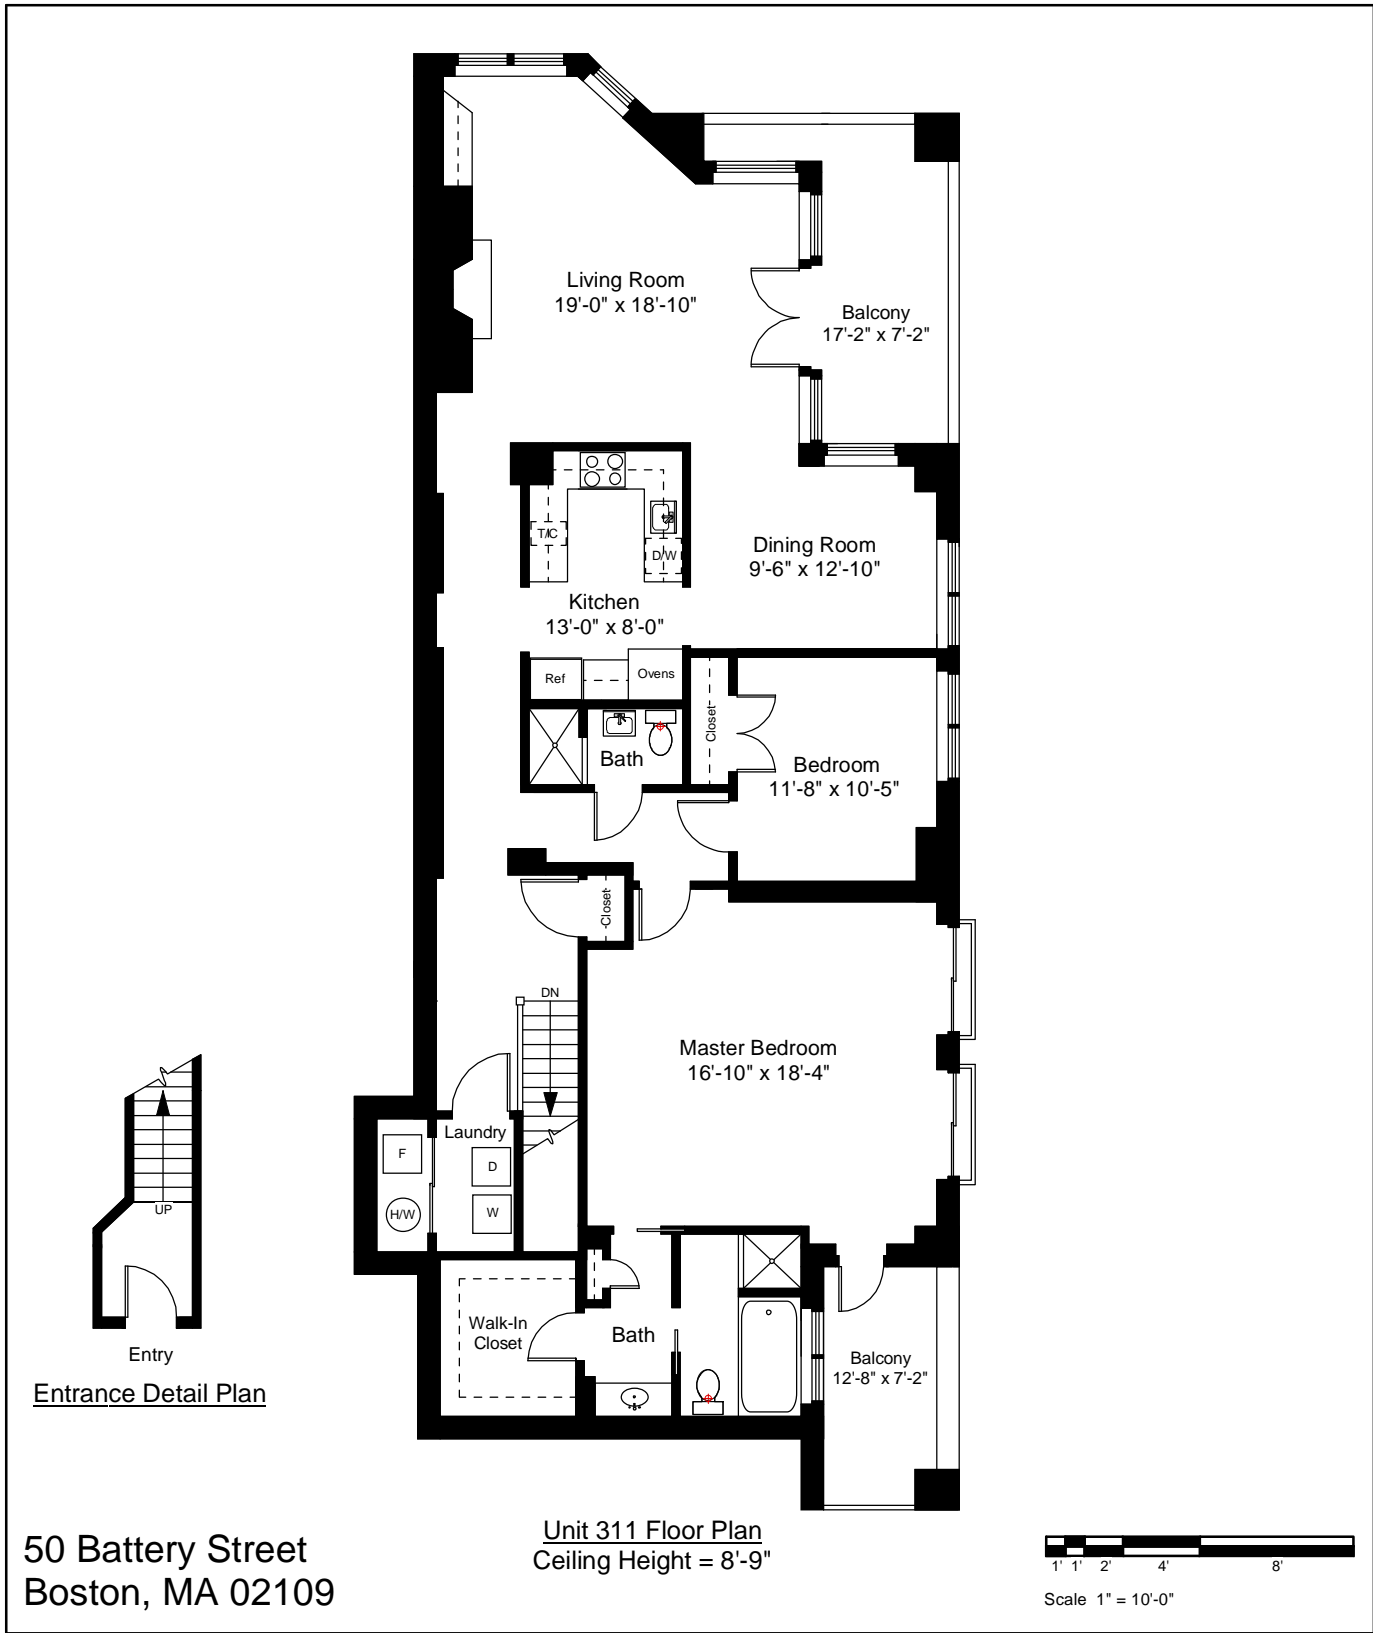 Living Room
19'-0" x 18'-10"
Balcony
17'-2" x 7'-2"
T/C
D/W
Dining Room
9'-6" x 12'-10"
Kitchen
13'-0" x 8'-0"
Ref
Ovens
Closet
Bath
Bedroom
11'-8" x 10'-5"
Closet
DN
Master Bedroom
16'-10" x 18'-4"
Laundry
F
D
H/W
W
UP
Walk-In
Closet
Bath
Balcony
12'-8" x 7'-2"
Entry
Entrance Detail Plan
50 Battery Street
Boston, MA 02109
Unit 311 Floor Plan
Ceiling Height = 8'-9"
1' 1' 2' 4' 8'
Scale 1" = 10'-0"